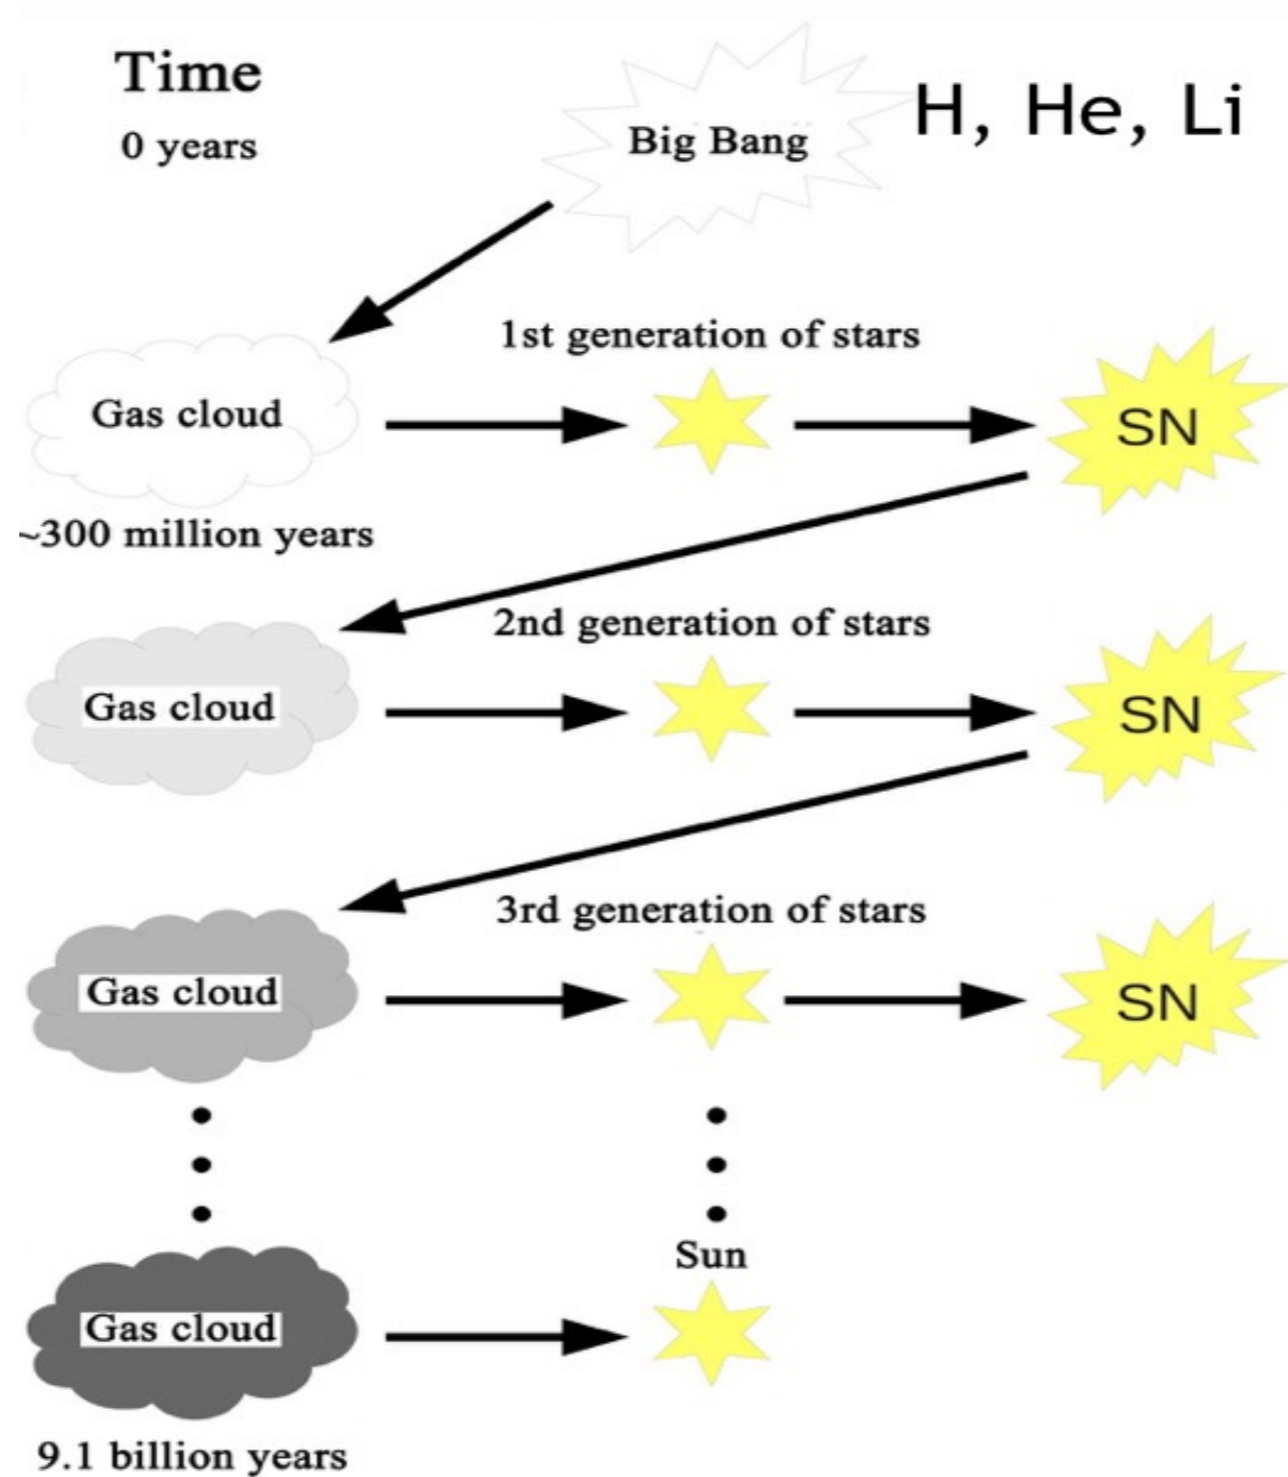 Time
0 years
Big Bang
H, He, Li
1st generation of stars
Gas cloud
SN
~300 million years
2nd generation of stars
Gas cloud
SN
3rd generation of stars
Gas cloud
SN
Sun
Gas cloud
9.1 billion years